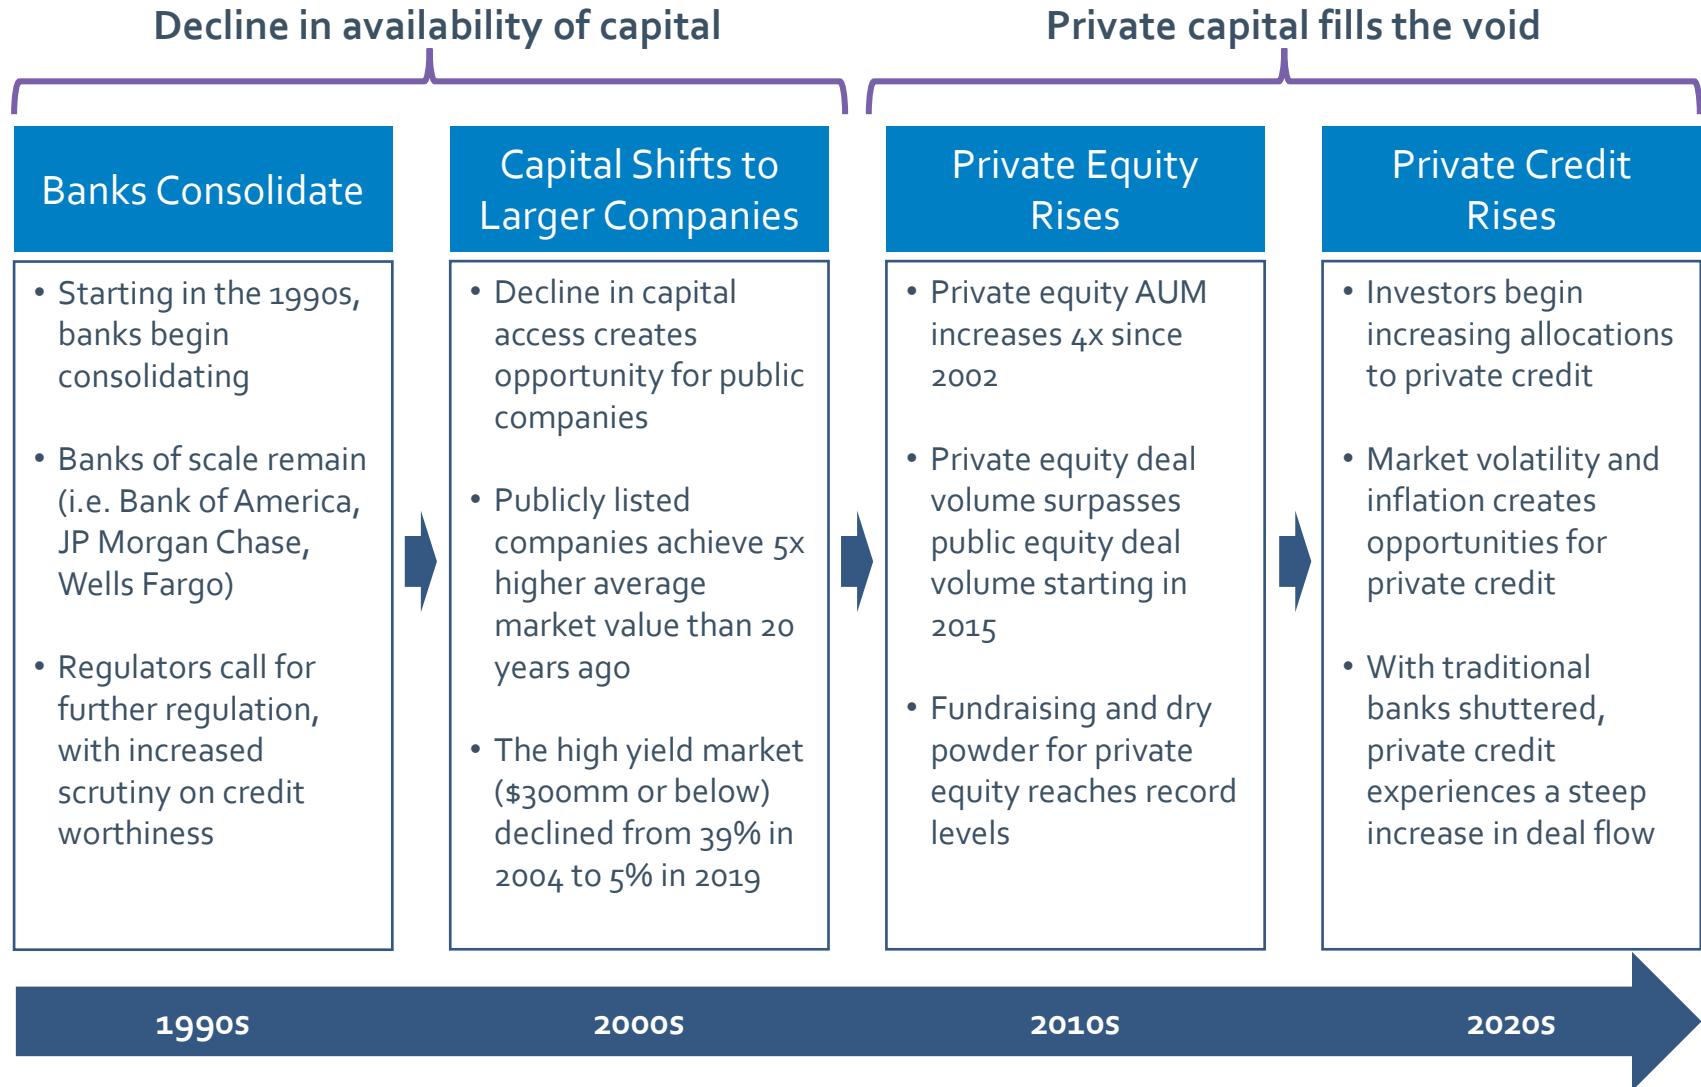 Decline in availability of capital
Private capital fills the void
Banks Consolidate
• Starting in the 1990s,
banks begin
consolidating
• Banks of scale remain
(i.e. Bank of America,
JP Morgan Chase,
Wells Fargo)
• Regulators call for
further regulation,
with increased
scrutiny on credit
worthiness
Capital Shifts to
Larger Companies
• Decline in capital
access creates
opportunity for public
companies
• Publicly listed
companies achieve 5x
higher average
market value than 20
years ago
• The high yield market
($300mm or below)
declined from 39% in
2004 to 5% in 2019
Private Equity
Rises
• Private equity AUM
increases 4x since
2002
• Private equity deal
volume surpasses
public equity deal
volume starting in
2015
• Fundraising and dry
powder for private
equity reaches record
levels
Private Credit
Rises
• Investors begin
increasing allocations
to private credit
• Market volatility and
inflation creates
opportunities for
private credit
• With traditional
banks shuttered,
private credit
experiences a steep
increase in deal flow
1990s
2000s
2010s
2020s